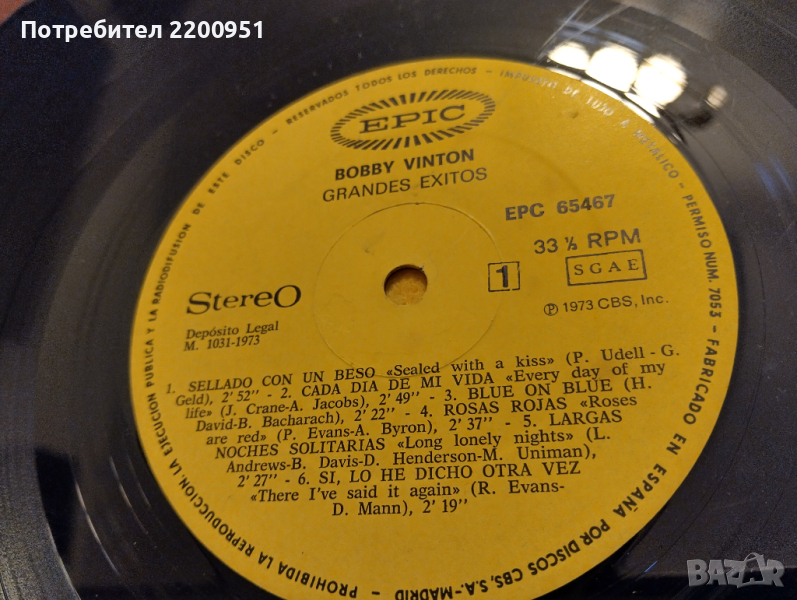 Потребител 2200951
RESERVADOS TODOS LOS DERECHOS - IMPRESION DE TODO
PERMISO NUM. 7053 - FABRICADO EN ESPAÑA POR DISCOS CBS, S.A.-MADRID - PROHIBIDA LA REPRODUCCION, LA EJECUCION PUBLICA Y LA RADIODIFUSION DE ESTE DISCO -
EPIC
BOBBY VINTON
GRANDES EXITOS
EPC 65467
33 ⅓ RPM
1
SGAE
Ⓟ 1973 CBS, Inc.
StereO
Depósito Legal
M. 1031-1973
1. SELLADO CON UN BESO «Sealed with a kiss» (P. Udell - G.
Geld), 2' 52'' - 2. CADA DIA DE MI VIDA «Every day of my
life» (J. Crane-A. Jacobs), 2' 49'' - 3. BLUE ON BLUE (H.
David-B. Bacharach), 2' 22'' - 4. ROSAS ROJAS «Roses
are red» (P. Evans-A. Byron), 2' 37'' - 5. LARGAS
NOCHES SOLITARIAS «Long lonely nights» (L.
Andrews-B. Davis-D. Henderson-M. Uniman),
2' 27'' - 6. SI, LO HE DICHO OTRA VEZ
«There I've said it again» (R. Evans-
D. Mann), 2' 19''
BAZAR